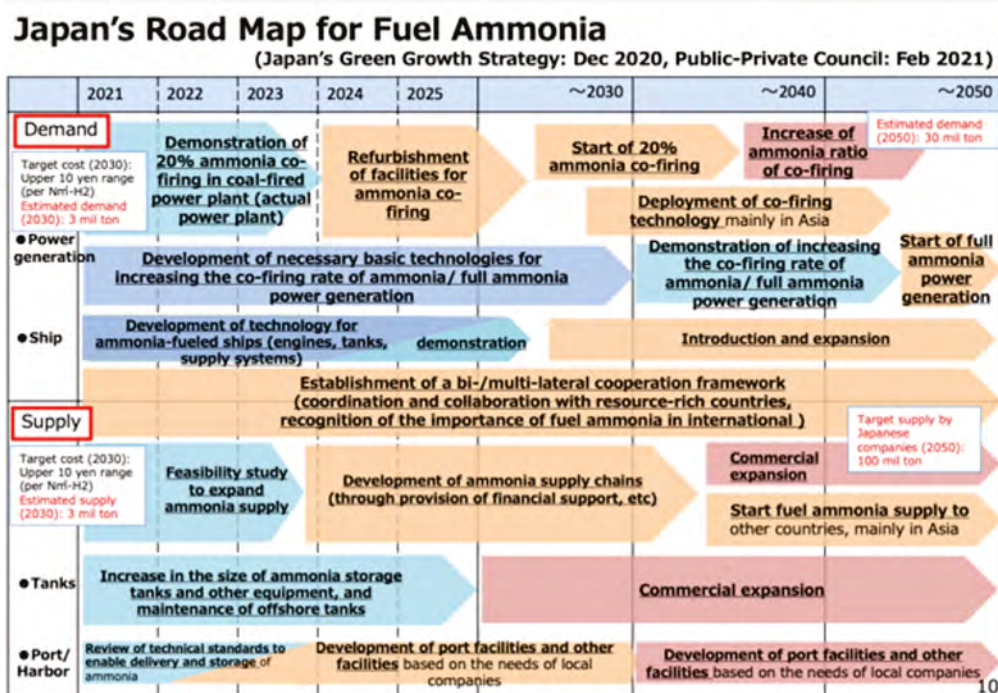 Japan's Road Map for Fuel Ammonia
(Japan's Green Growth Strategy: Dec 2020, Public-Private Council: Feb 2021)
2021 2022 2023 2024 2025 ～2030 ～2040 ～2050
Demand
Target cost (2030):
Upper 10 yen range
(per Nm³-H2)
Estimated demand
(2030): 3 mil ton
Demonstration of
20% ammonia co-
firing in coal-fired
power plant (actual
power plant)
Refurbishment
of facilities for
ammonia co-
firing
Start of 20%
ammonia co-firing
Increase of
ammonia ratio
of co-firing
Estimated demand
(2050): 30 mil ton
Deployment of co-firing
technology mainly in Asia
●Power
generation
Development of necessary basic technologies for
increasing the co-firing rate of ammonia/ full ammonia
power generation
Demonstration of increasing
the co-firing rate of
ammonia/ full ammonia
power generation
Start of full
ammonia
power
generation
●Ship
Development of technology for
ammonia-fueled ships (engines, tanks,
supply systems)
demonstration
Introduction and expansion
Establishment of a bi-/multi-lateral cooperation framework
(coordination and collaboration with resource-rich countries,
recognition of the importance of fuel ammonia in international )
Supply
Target cost (2030):
Upper 10 yen range
(per Nm³-H2)
Estimated supply
(2030): 3 mil ton
Feasibility study
to expand
ammonia supply
Development of ammonia supply chains
(through provision of financial support, etc)
Commercial
expansion
Target supply by
Japanese
companies (2050):
100 mil ton
Start fuel ammonia supply to
other countries, mainly in Asia
●Tanks
Increase in the size of ammonia storage
tanks and other equipment, and
maintenance of offshore tanks
Commercial expansion
●Port/
Harbor
Review of technical standards to
enable delivery and storage of
ammonia
Development of port facilities and other
facilities based on the needs of local
companies
Development of port facilities and other
facilities based on the needs of local companies
10